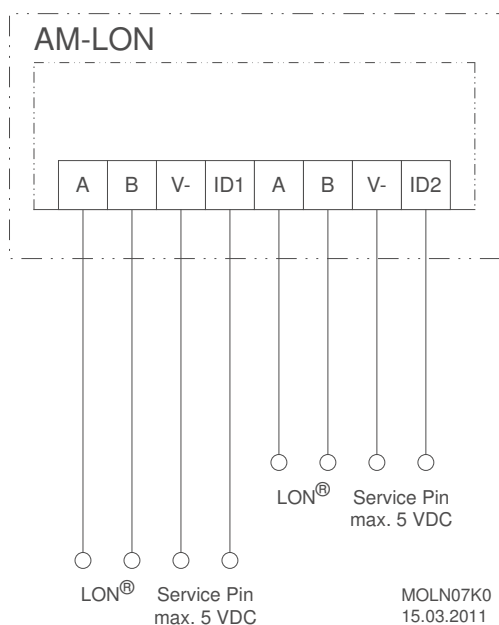 AM-LON
A B V- ID1 A B V- ID2
LON® Service Pin
max. 5 VDC
LON® Service Pin
max. 5 VDC
MOLN07K0
15.03.2011